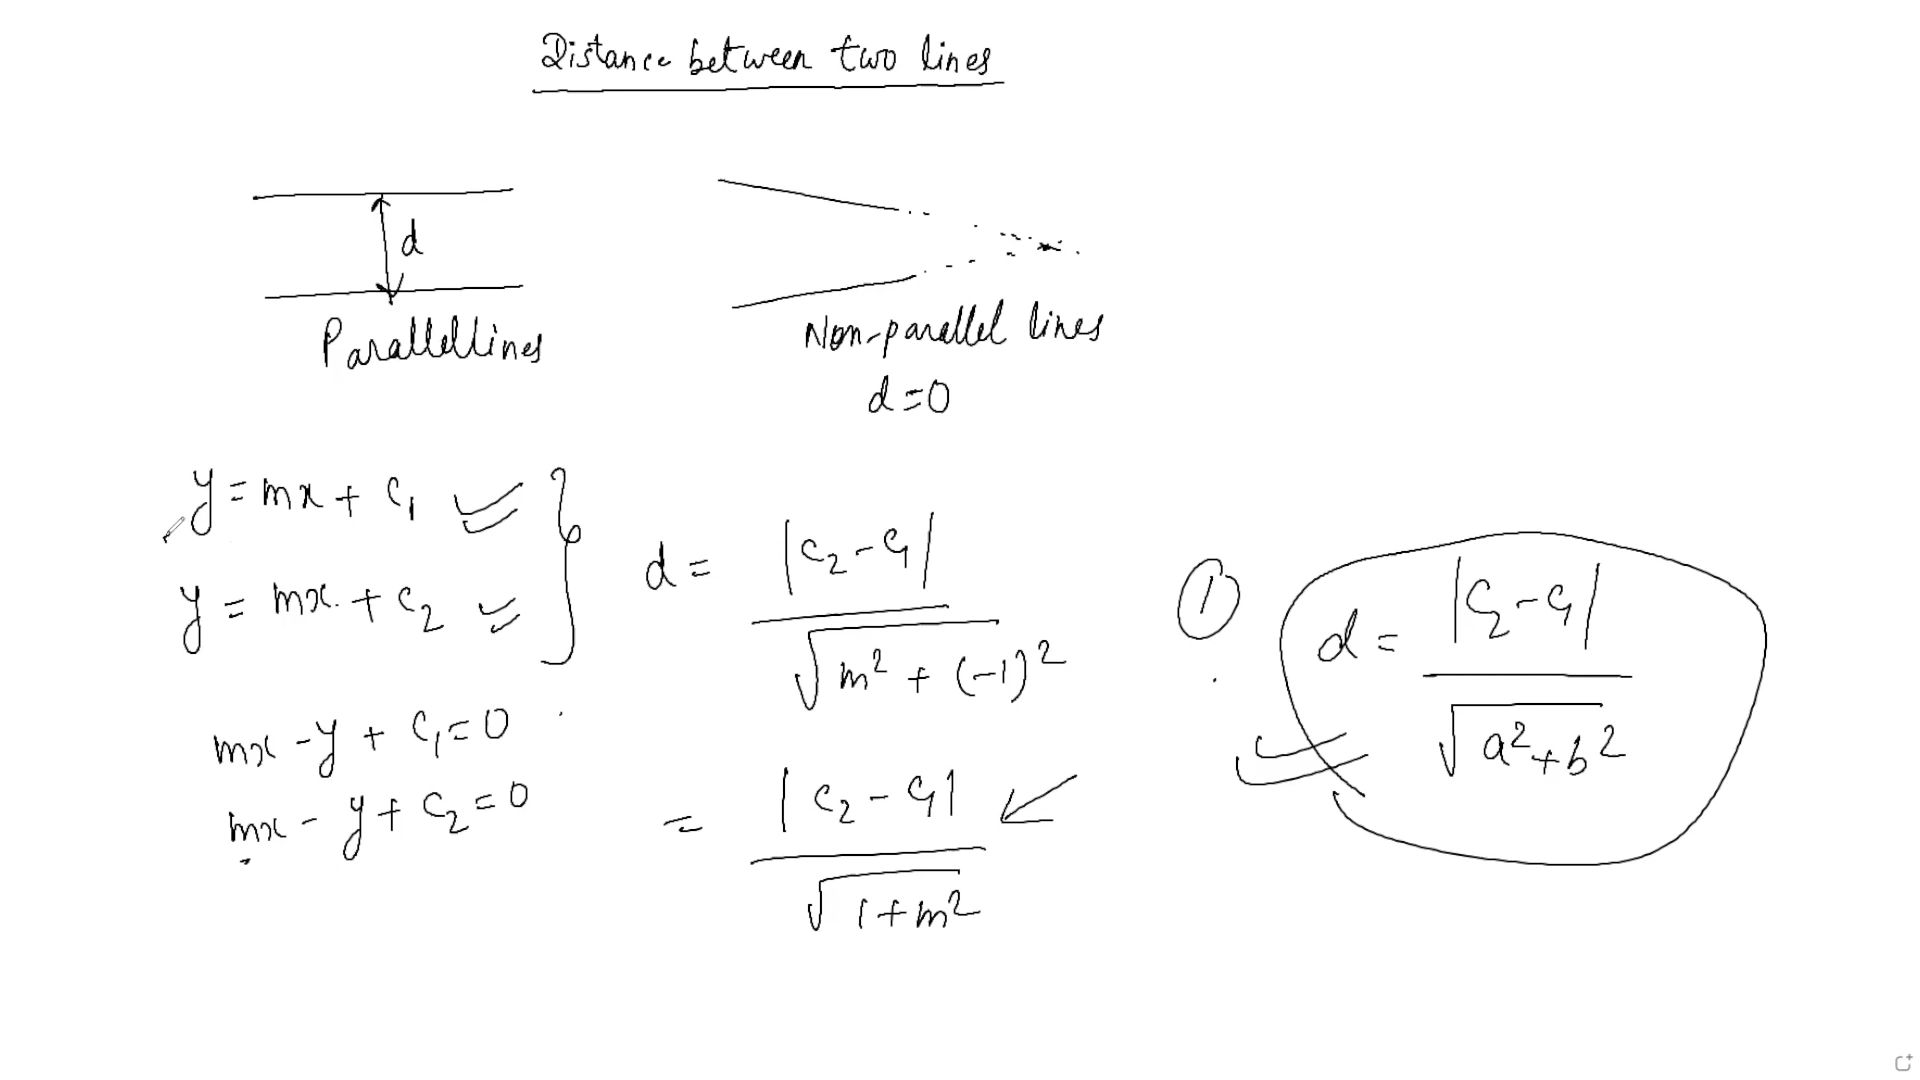 Distance between two lines
d
Parallel lines
Non-parallel lines
d = 0
y = mx + c₁
y = mx + c₂
mx - y + c₁ = 0
mx - y + c₂ = 0
d = |c₂ - c₁| / √(m² + (-1)²)
= |c₂ - c₁| / √(1 + m²)
①
d = |c₂ - c₁| / √(a² + b²)